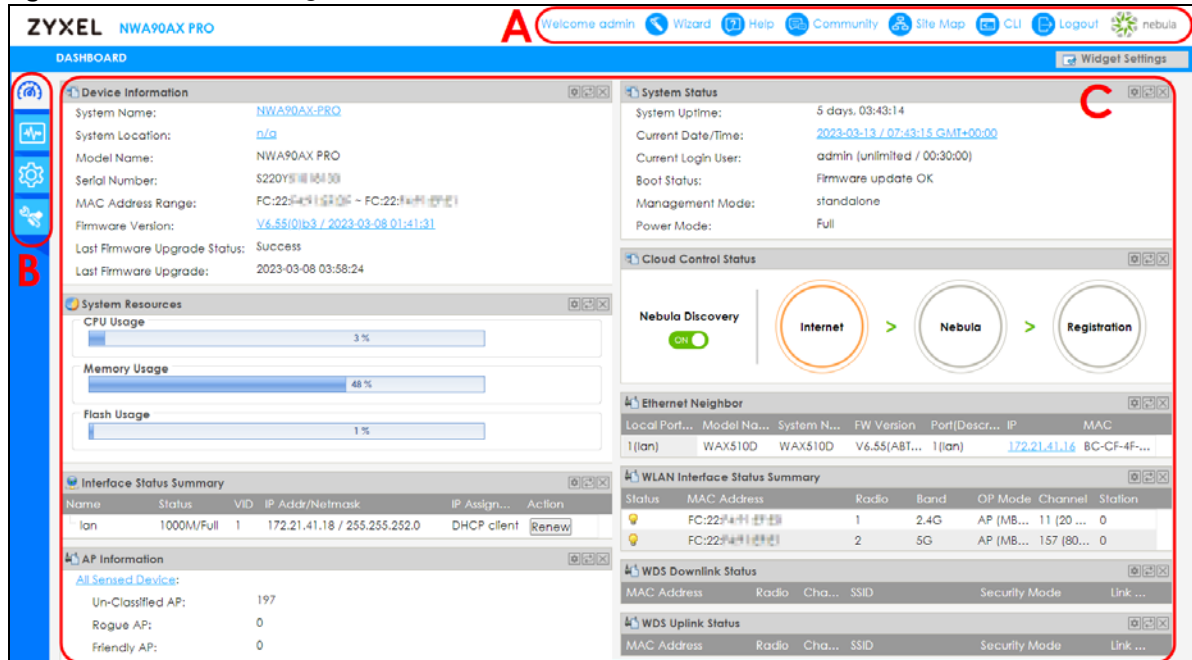 ZYXEL NWA90AX PRO
A
Welcome admin Wizard Help Community Site Map CLI Logout nebula
DASHBOARD
Widget Settings
B
C
Device Information
System Name: NWA90AX-PRO
System Location: n/a
Model Name: NWA90AX PRO
Serial Number: S220Y
MAC Address Range: FC:22: ~ FC:22:
Firmware Version: V6.55(0)b3 / 2023-03-08 01:41:31
Last Firmware Upgrade Status: Success
Last Firmware Upgrade: 2023-03-08 03:58:24
System Resources
CPU Usage
3 %
Memory Usage
48 %
Flash Usage
1 %
Interface Status Summary
Name Status VID IP Addr/Netmask IP Assign... Action
lan 1000M/Full 1 172.21.41.18 / 255.255.252.0 DHCP client Renew
AP Information
All Sensed Device:
Un-Classified AP: 197
Rogue AP: 0
Friendly AP: 0
System Status
System Uptime: 5 days, 03:43:14
Current Date/Time: 2023-03-13 / 07:43:15 GMT+00:00
Current Login User: admin (unlimited / 00:30:00)
Boot Status: Firmware update OK
Management Mode: standalone
Power Mode: Full
Cloud Control Status
Nebula Discovery
ON
Internet > Nebula > Registration
Ethernet Neighbor
Local Port... Model Na... System N... FW Version Port(Descr... IP MAC
1(lan) WAX510D WAX510D V6.55(ABT... 1(lan) 172.21.41.16 BC-CF-4F-...
WLAN Interface Status Summary
Status MAC Address Radio Band OP Mode Channel Station
FC:22: 1 2.4G AP (MB... 11 (20 ... 0
FC:22: 2 5G AP (MB... 157 (80... 0
WDS Downlink Status
MAC Address Radio Cha... SSID Security Mode Link ...
WDS Uplink Status
MAC Address Radio Cha... SSID Security Mode Link ...